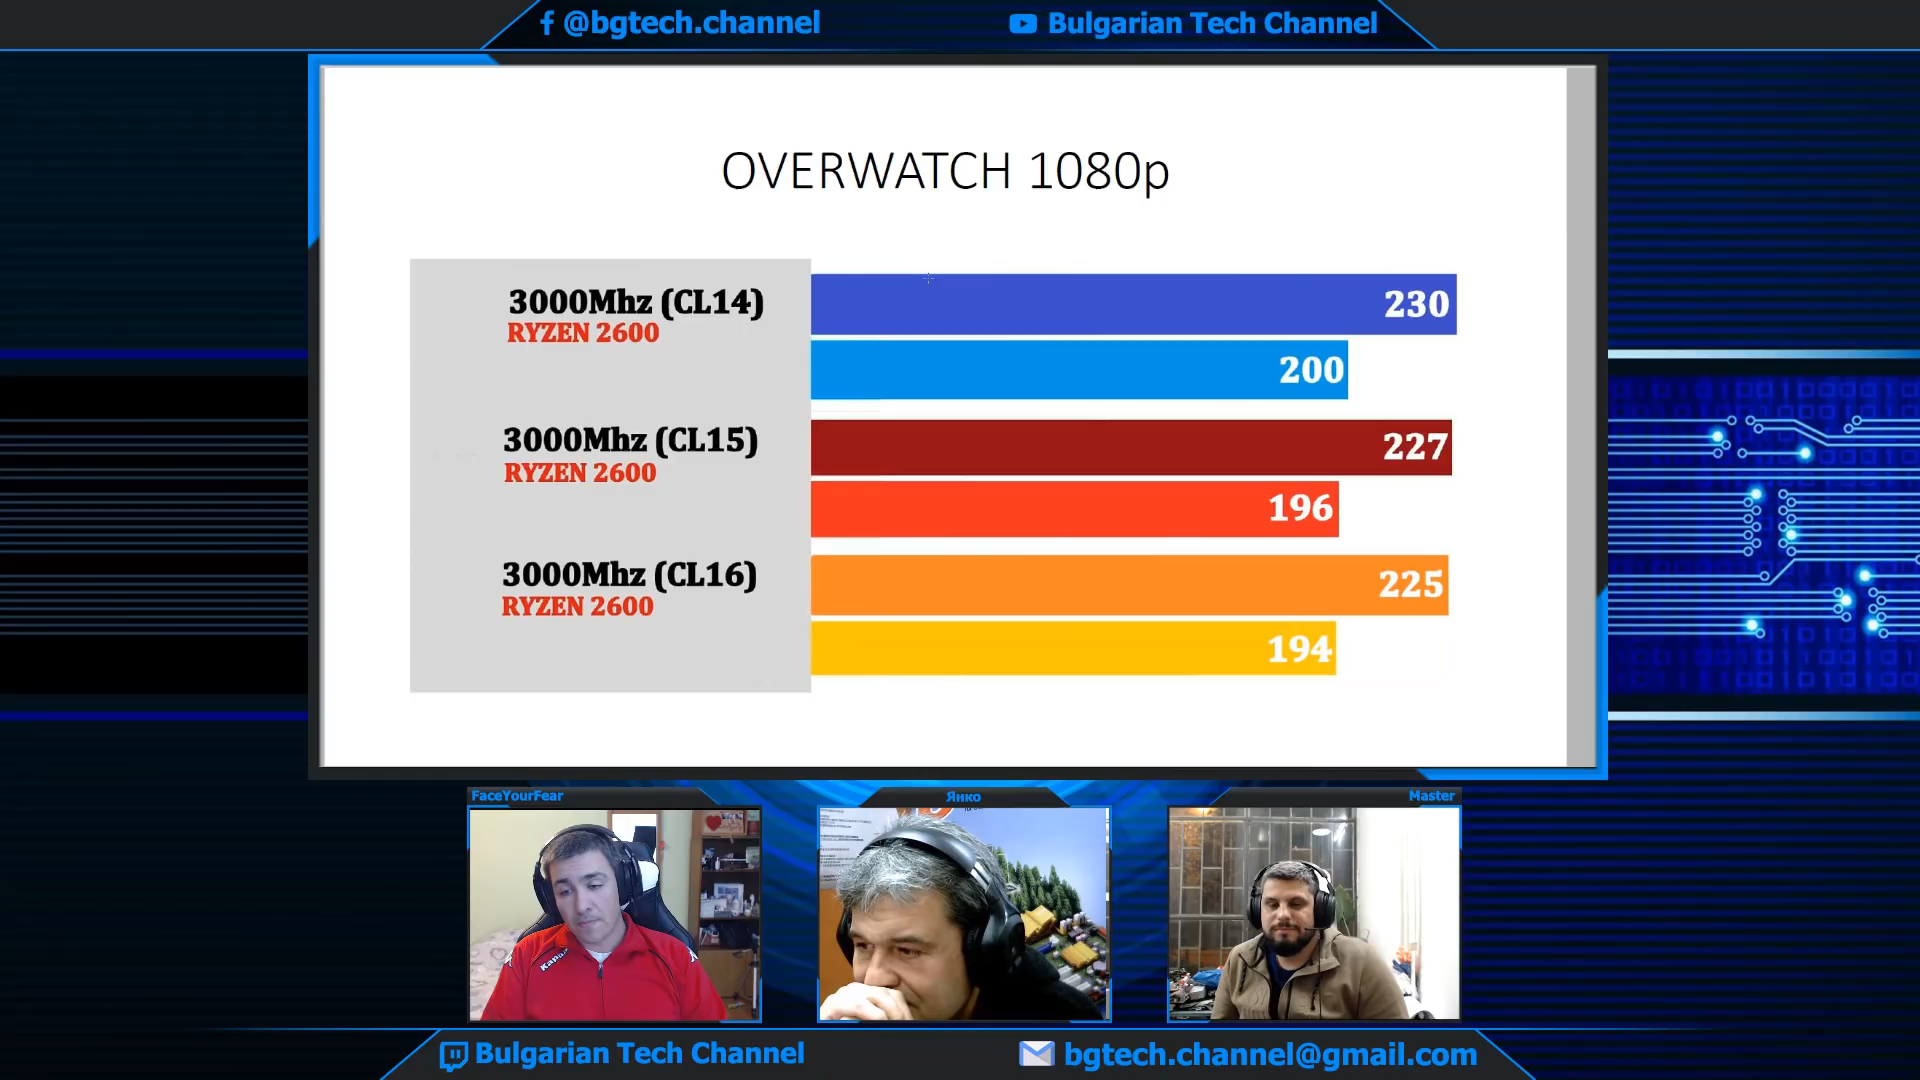 @bgtech.channel
Bulgarian Tech Channel
OVERWATCH 1080p
3000Mhz (CL14)
RYZEN 2600
230
200
3000Mhz (CL15)
RYZEN 2600
227
196
3000Mhz (CL16)
RYZEN 2600
225
194
FaceYourFear
Янко
Master
Kappa
Bulgarian Tech Channel
bgtech.channel@gmail.com